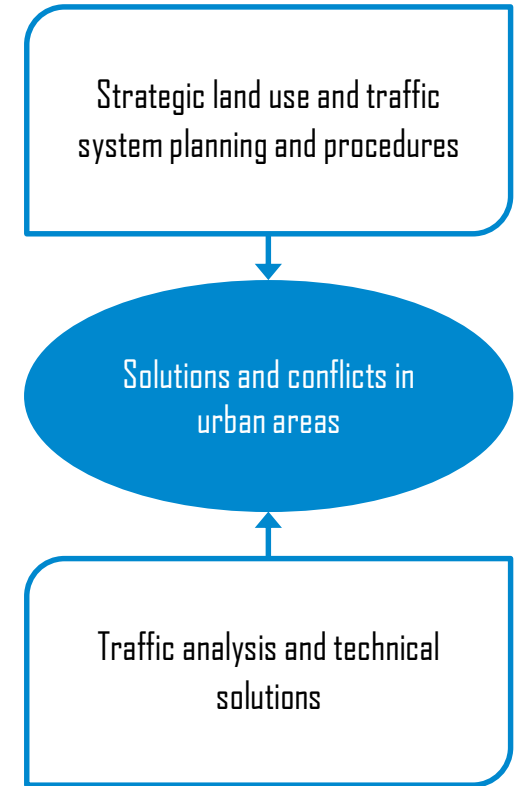 Strategic land use and traffic
system planning and procedures
Solutions and conflicts in
urban areas
Traffic analysis and technical
solutions